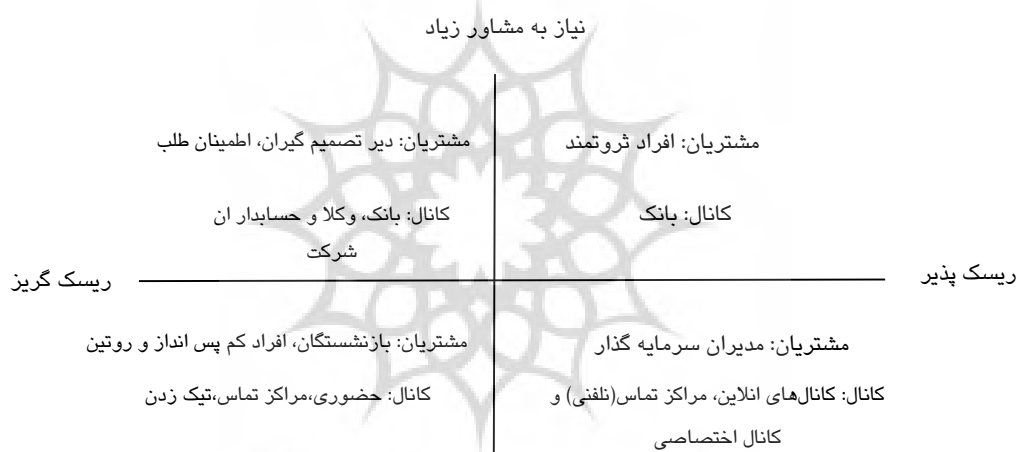 نیاز به مشاور زیاد
مشتریان: افراد ثروتمند
کانال: بانک
مشتریان: دیر تصمیم گیران، اطمینان طلب
کانال: بانک، وکلا و حسابدار ان
شرکت
ریسک پذیر
ریسک گریز
مشتریان: مدیران سرمایه گذار
کانال: کانال‌های انلاین، مراکز تماس(نلفنی) و
کانال اختصاصی
مشتریان: بازنشستگان، افراد کم پس انداز و روتین
کانال: حضوری،مراکز تماس،تیک زدن